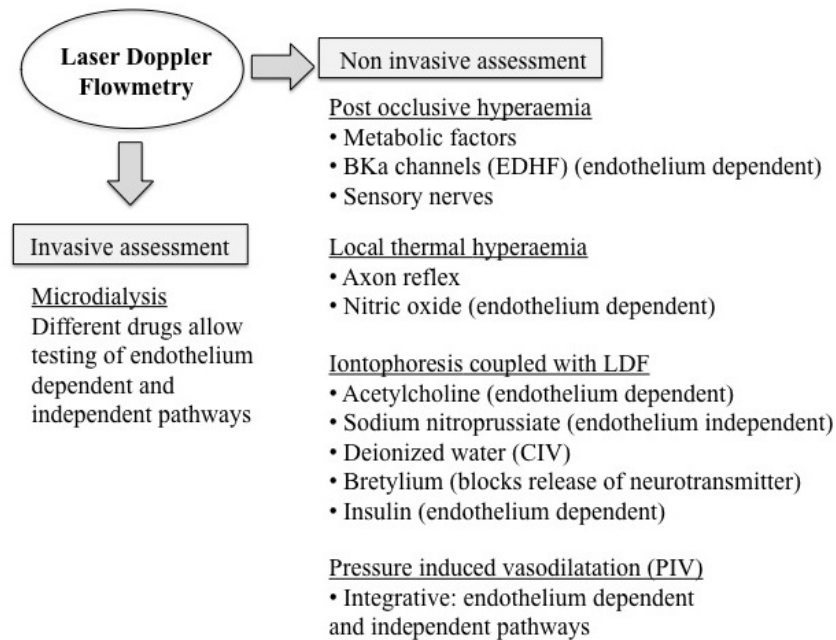 Laser Doppler
Flowmetry
Non invasive assessment
Post occlusive hyperaemia
• Metabolic factors
• BKa channels (EDHF) (endothelium dependent)
• Sensory nerves
Local thermal hyperaemia
• Axon reflex
• Nitric oxide (endothelium dependent)
Iontophoresis coupled with LDF
• Acetylcholine (endothelium dependent)
• Sodium nitroprussiate (endothelium independent)
• Deionized water (CIV)
• Bretylium (blocks release of neurotransmitter)
• Insulin (endothelium dependent)
Pressure induced vasodilatation (PIV)
• Integrative: endothelium dependent
and independent pathways
Invasive assessment
Microdialysis
Different drugs allow
testing of endothelium
dependent and
independent pathways